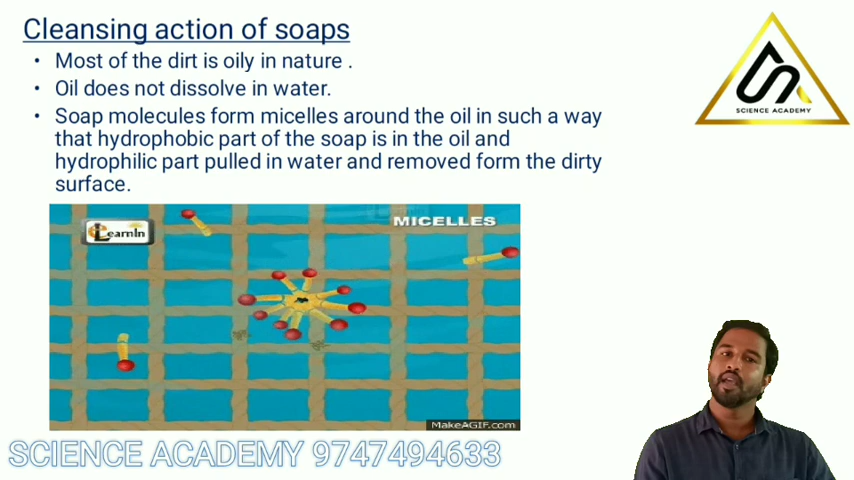 Cleansing action of soaps
• Most of the dirt is oily in nature .
• Oil does not dissolve in water.
• Soap molecules form micelles around the oil in such a way
that hydrophobic part of the soap is in the oil and
hydrophilic part pulled in water and removed form the dirty
surface.
SCIENCE ACADEMY
LearnIn
MICELLES
MakeAGIF.com
SCIENCE ACADEMY 9747494633